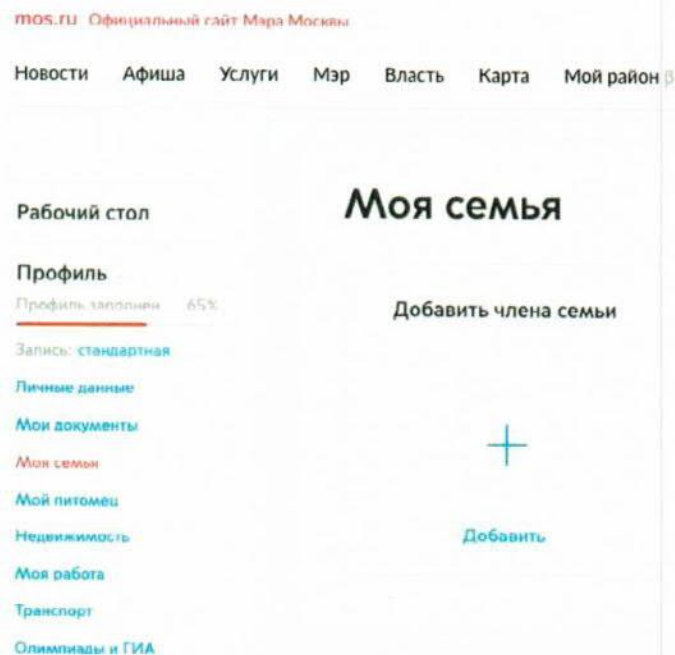 mos.ru Официальный сайт Мэра Москвы
Новости Афиша Услуги Мэр Власть Карта Мой район β
Моя семья
Рабочий стол
Профиль
Профиль заполнен 65%
Добавить члена семьи
Запись: стандартная
Личные данные
Мои документы
Моя семья
Мой питомец
Недвижимость
Добавить
Моя работа
Транспорт
Олимпиады и ГИА